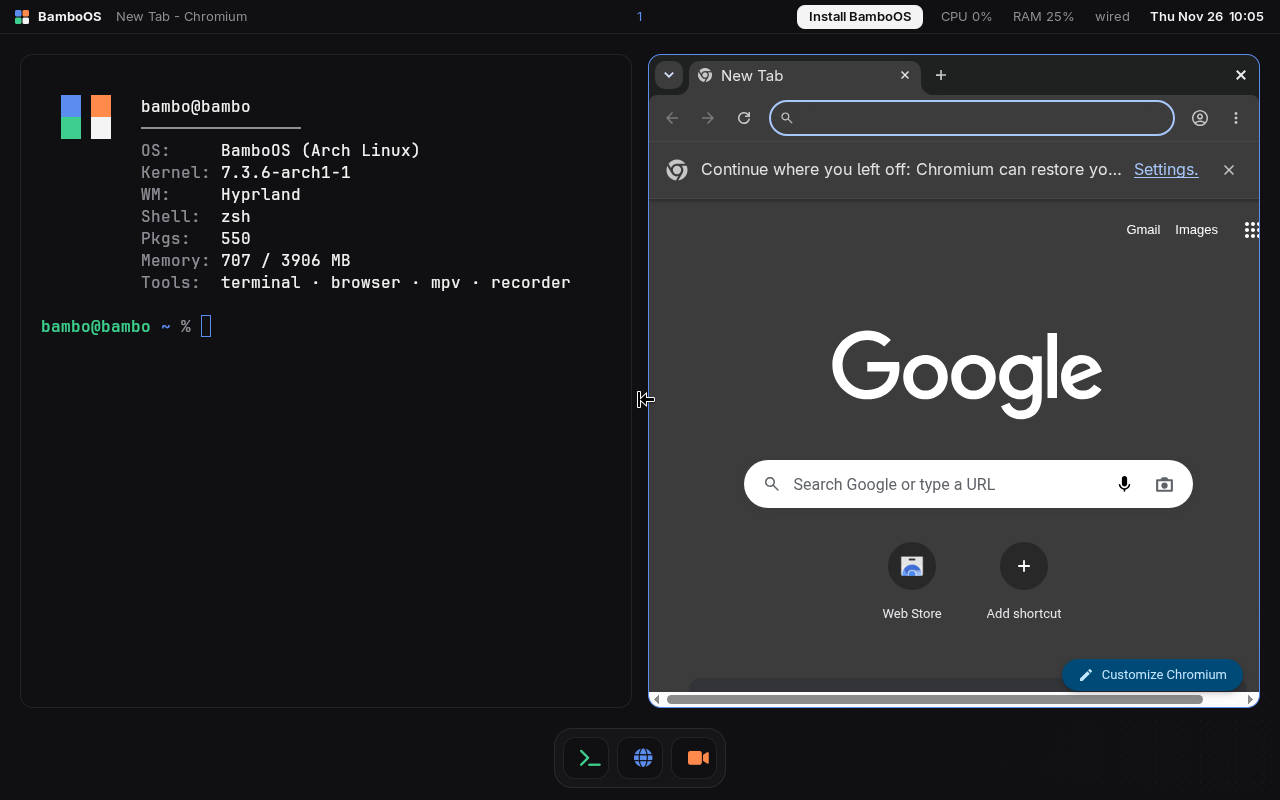 BambooOS New Tab - Chromium 1 Install BamboOS CPU 0% RAM 25% wired Thu Nov 26 10:05
bambo@bambo
OS: BamboOS (Arch Linux)
Kernel: 7.3.6-arch1-1
WM: Hyprland
Shell: zsh
Pkgs: 550
Memory: 707 / 3906 MB
Tools: terminal · browser · mpv · recorder
bambo@bambo ~ %
New Tab
Continue where you left off: Chromium can restore yo... Settings.
Gmail Images
Google
Search Google or type a URL
Web Store Add shortcut
Customize Chromium